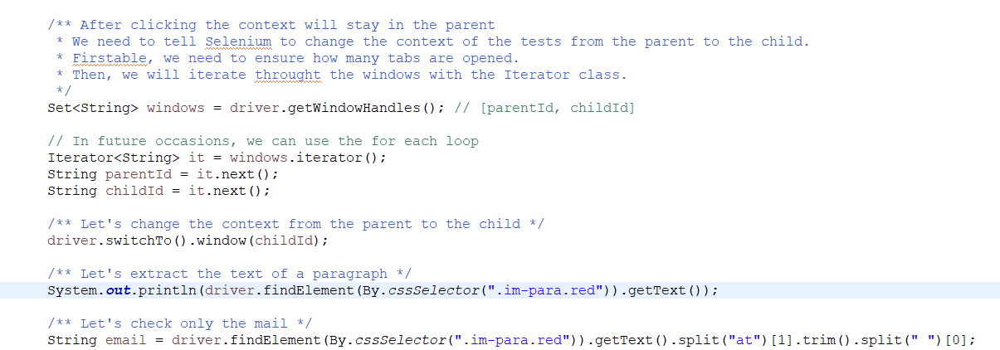 /** After clicking the context will stay in the parent
* We need to tell Selenium to change the context of the tests from the parent to the child.
* Firstable, we need to ensure how many tabs are opened.
* Then, we will iterate throught the windows with the Iterator class.
*/
Set<String> windows = driver.getWindowHandles(); // [parentId, childId]
// In future occasions, we can use the for each loop
Iterator<String> it = windows.iterator();
String parentId = it.next();
String childId = it.next();
/** Let's change the context from the parent to the child */
driver.switchTo().window(childId);
/** Let's extract the text of a paragraph */
System.out.println(driver.findElement(By.cssSelector(".im-para.red")).getText());
/** Let's check only the mail */
String email = driver.findElement(By.cssSelector(".im-para.red")).getText().split("at")[1].trim().split(" ")[0];